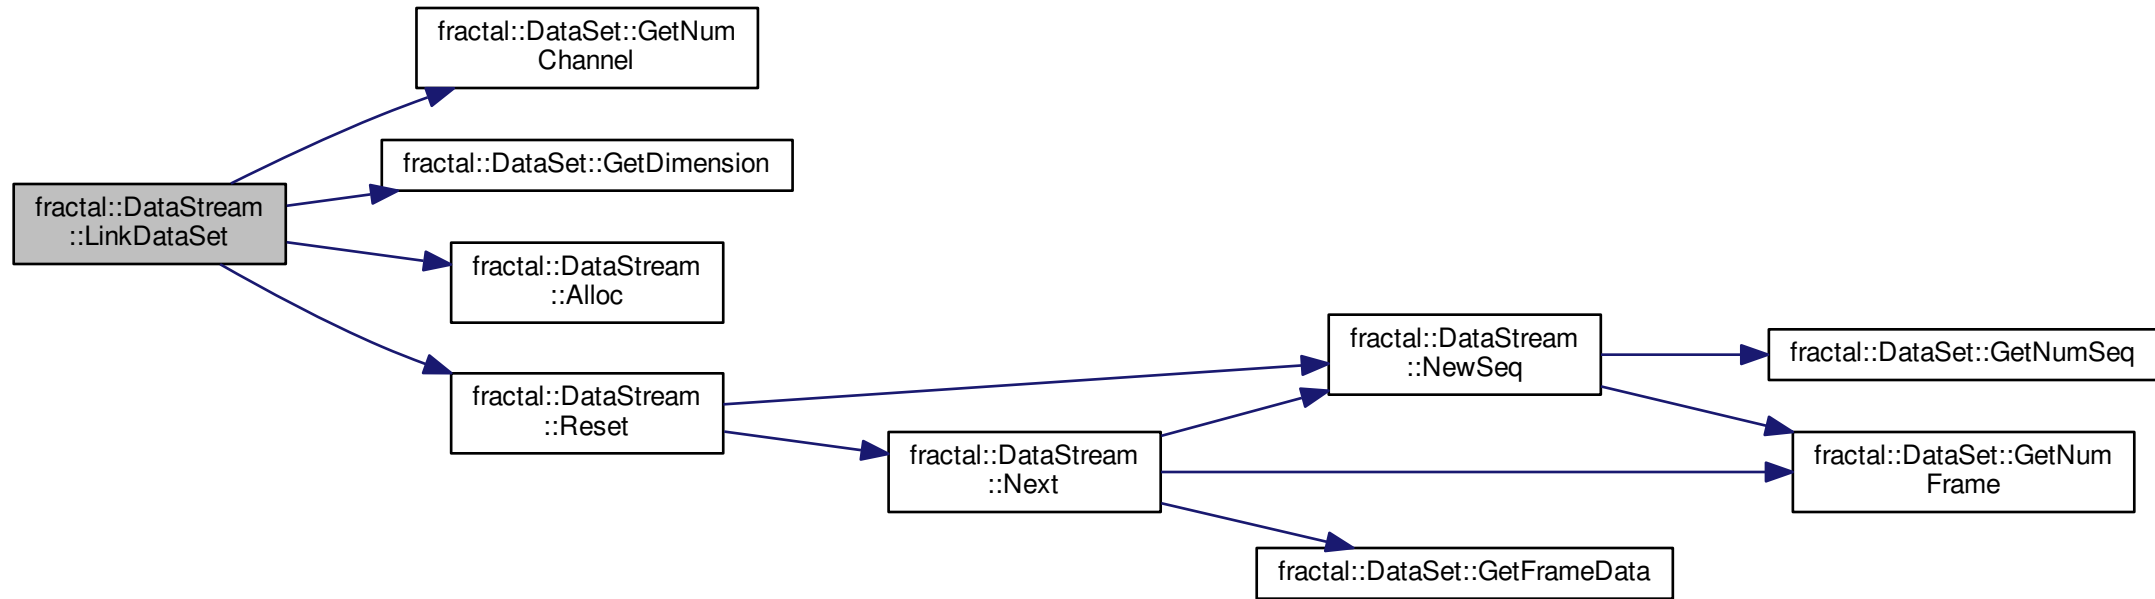 fractal::DataSet::GetNum
Channel
fractal::DataSet::GetDimension
fractal::DataStream
::LinkDataSet
fractal::DataStream
::Alloc
fractal::DataStream
::Reset
fractal::DataStream
::NewSeq
fractal::DataSet::GetNumSeq
fractal::DataStream
::Next
fractal::DataSet::GetNum
Frame
fractal::DataSet::GetFrameData